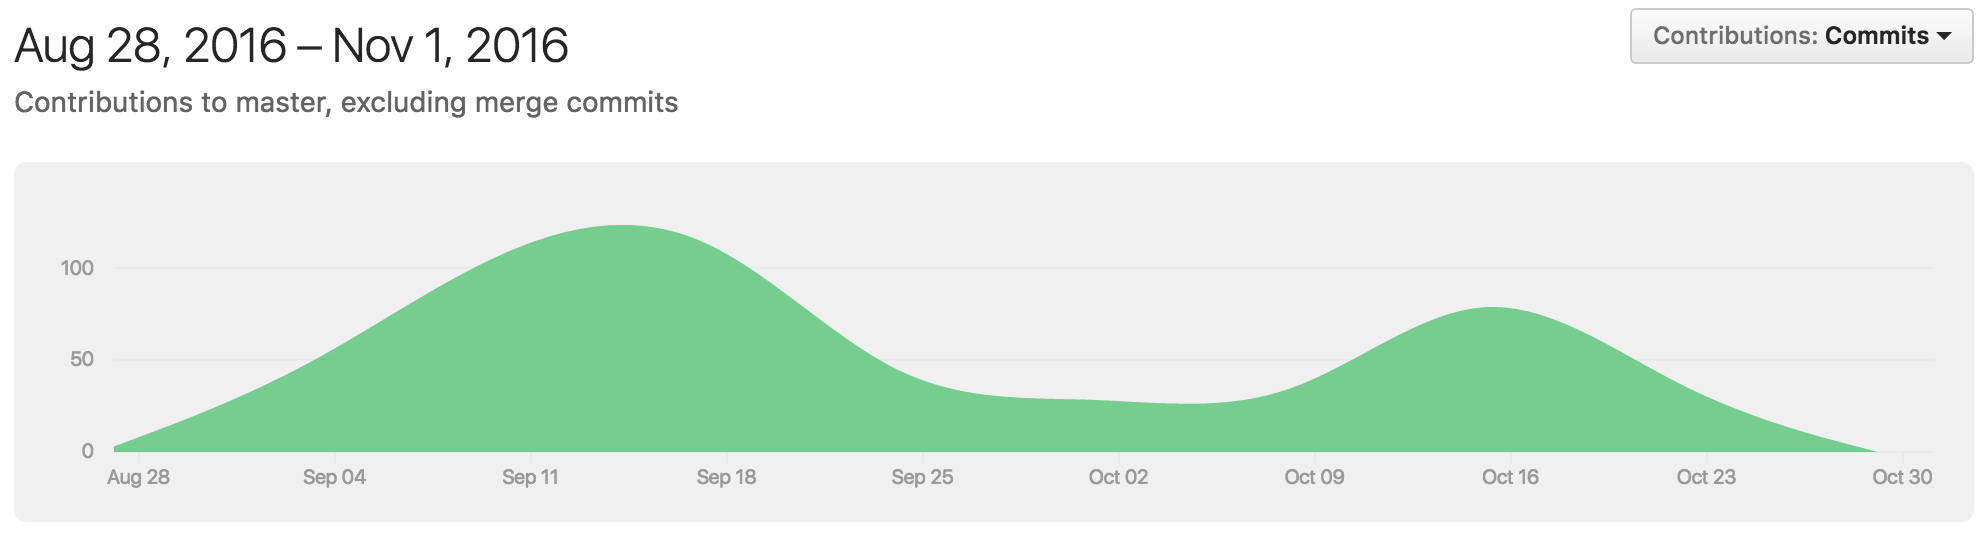 Aug 28, 2016 – Nov 1, 2016
Contributions: Commits
Contributions to master, excluding merge commits
100
50
0
Aug 28 Sep 04 Sep 11 Sep 18 Sep 25 Oct 02 Oct 09 Oct 16 Oct 23 Oct 30